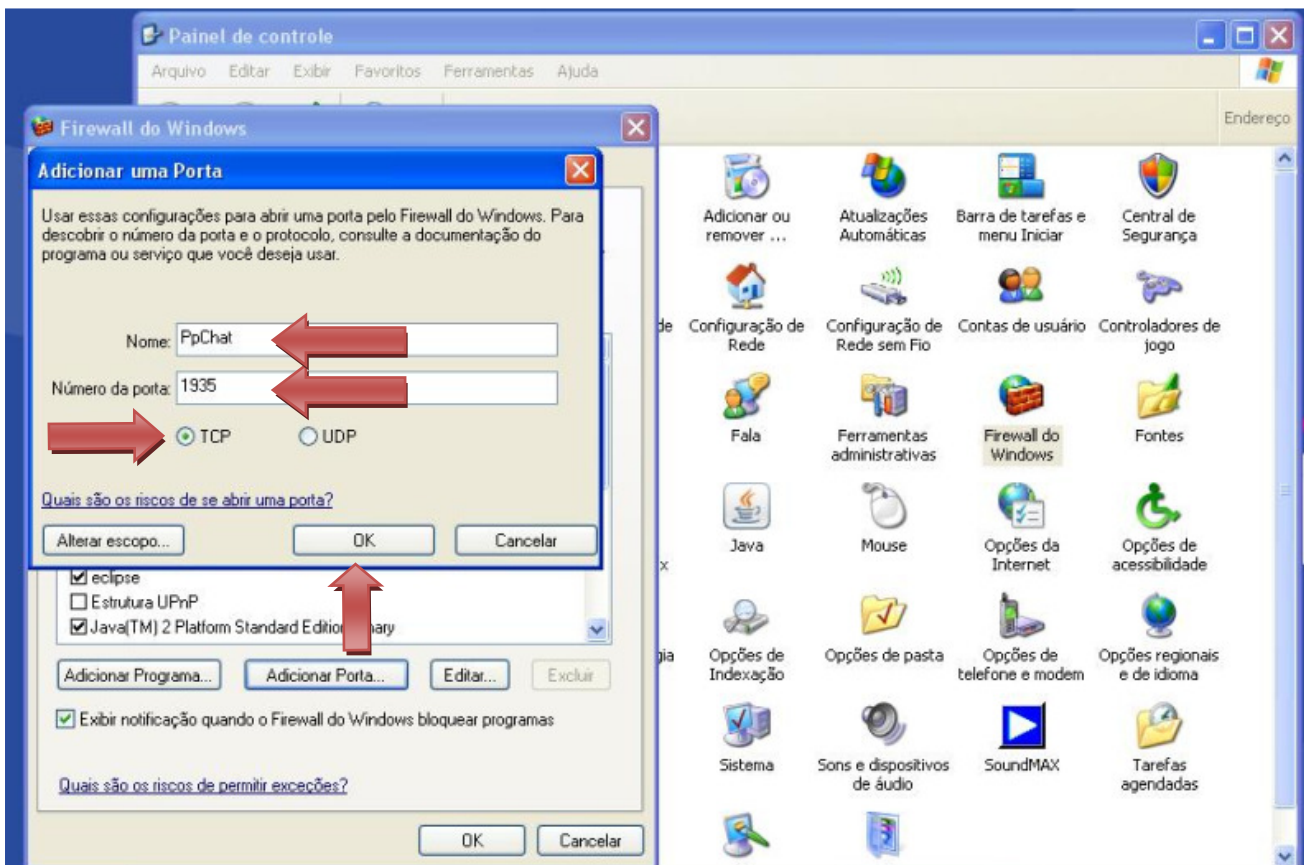 Painel de controle
Arquivo Editar Exibir Favoritos Ferramentas Ajuda
Endereço
Firewall do Windows
Adicionar uma Porta
Usar essas configurações para abrir uma porta pelo Firewall do Windows. Para
descobrir o número da porta e o protocolo, consulte a documentação do
programa ou serviço que você deseja usar.
Nome: PpChat
Número da porta: 1935
TCP UDP
Quais são os riscos de se abrir uma porta?
Alterar escopo... OK Cancelar
eclipse
Estrutura UPnP
Java(TM) 2 Platform Standard Edition
Adicionar Programa... Adicionar Porta... Editar... Excluir
Exibir notificação quando o Firewall do Windows bloquear programas
Quais são os riscos de permitir exceções?
OK Cancelar
Adicionar ou
remover ...
Atualizações
Automáticas
Barra de tarefas e
menu Iniciar
Central de
Segurança
de
Configuração de
Rede
Configuração de
Rede sem Fio
Contas de usuário
Controladores de
jogo
Fala
Ferramentas
administrativas
Firewall do
Windows
Fontes
x
Java
Mouse
Opções da
Internet
Opções de
acessibilidade
gia
Opções de
Indexação
Opções de pasta
Opções de
telefone e modem
Opções regionais
e de idioma
Sistema
Sons e dispositivos
de áudio
SoundMAX
Tarefas
agendadas